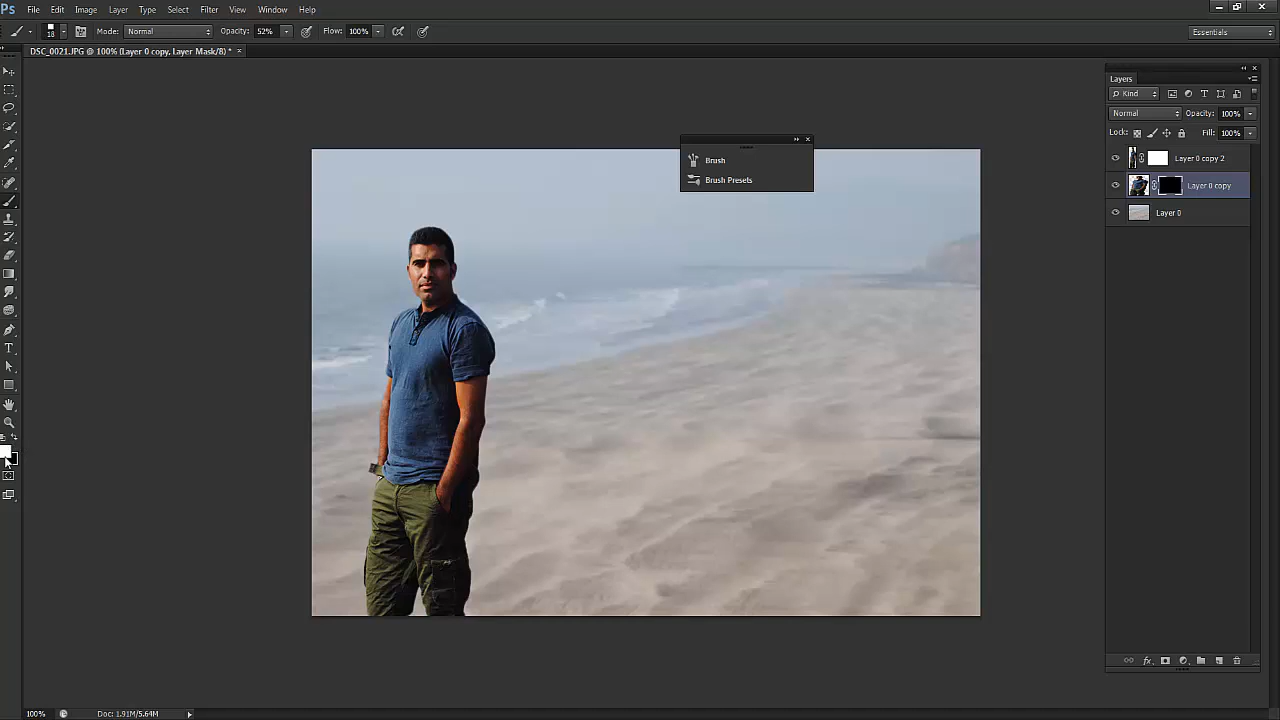 Ps File Edit Image Layer Type Select Filter View Window Help
18 Mode: Normal Opacity: 52% Flow: 100% Essentials
DSC_0021.JPG @ 100% (Layer 0 copy, Layer Mask/8) * ×
Layers
Kind
Normal Opacity: 100%
Lock: Fill: 100%
Brush
Brush Presets
Layer 0 copy 2
Layer 0 copy
Layer 0
T
fx
100% Doc: 1.91M/5.64M